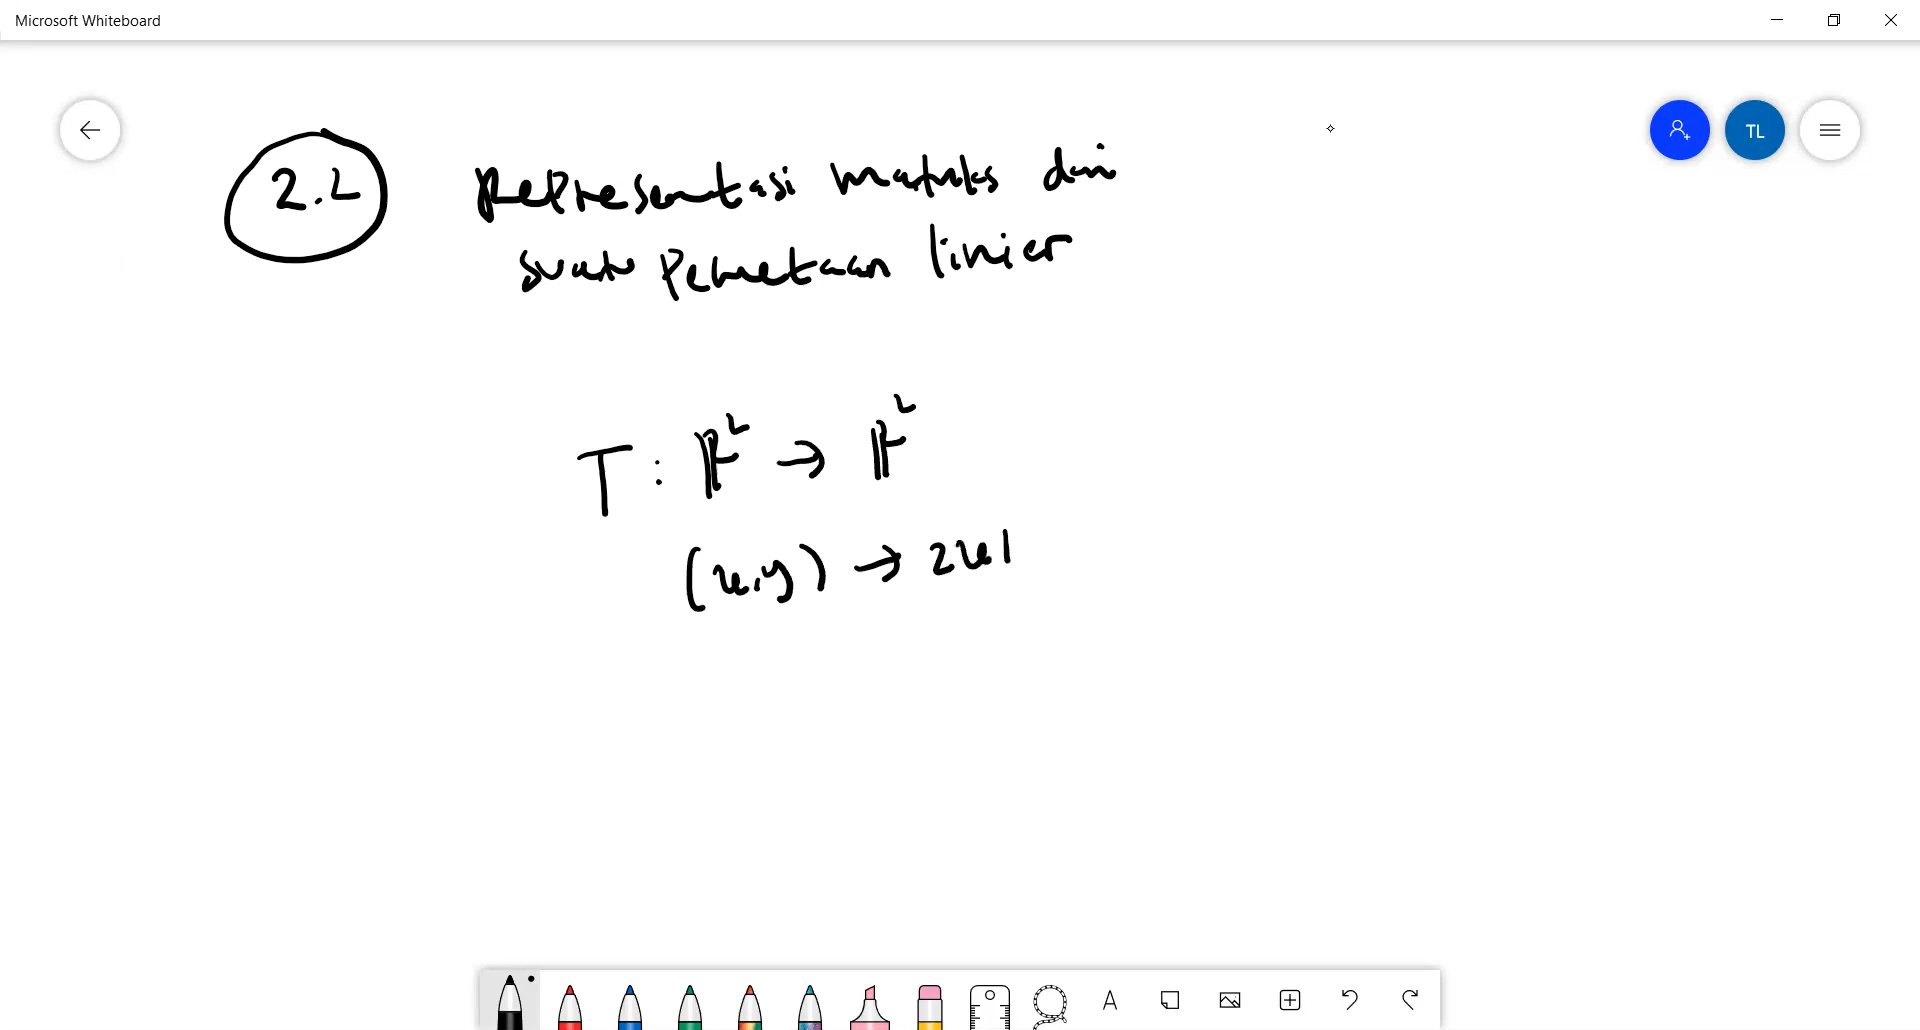 Microsoft Whiteboard
TL
2.2 Representasi matriks dari
suatu Pemetaan linier
T : ℝ² → ℝ²
(x,y) → 2x
A